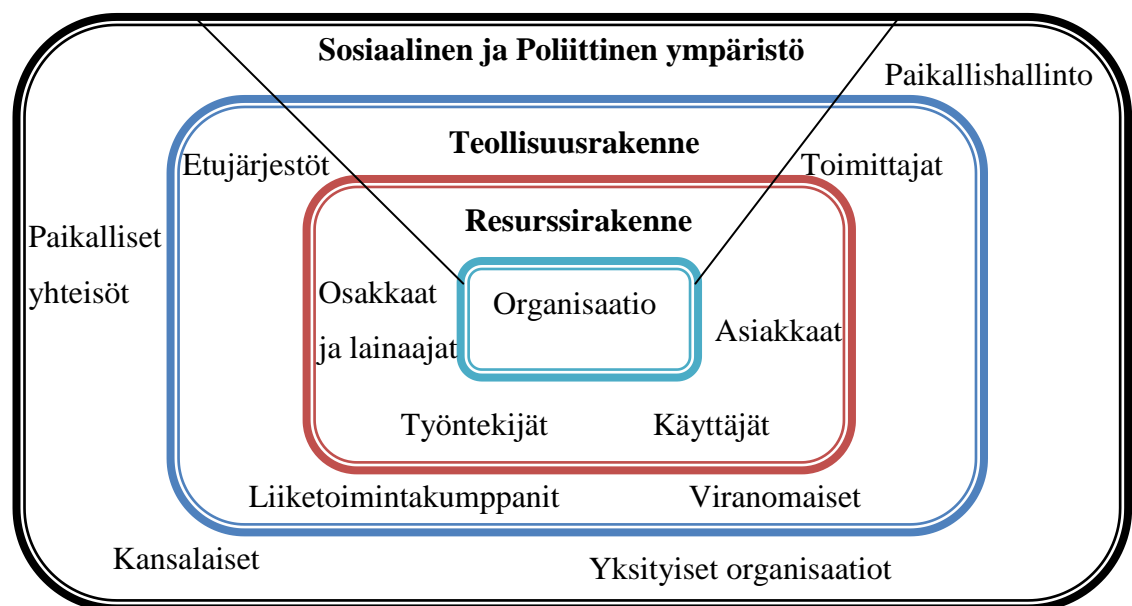 Sosiaalinen ja Poliittinen ympäristö
Paikallishallinto
Teollisuusrakenne
Etujärjestöt
Toimittajat
Resurssirakenne
Paikalliset
yhteisöt
Osakkaat
ja lainaajat
Organisaatio
Asiakkaat
Työntekijät
Käyttäjät
Liiketoimintakumppanit
Viranomaiset
Kansalaiset
Yksityiset organisaatiot